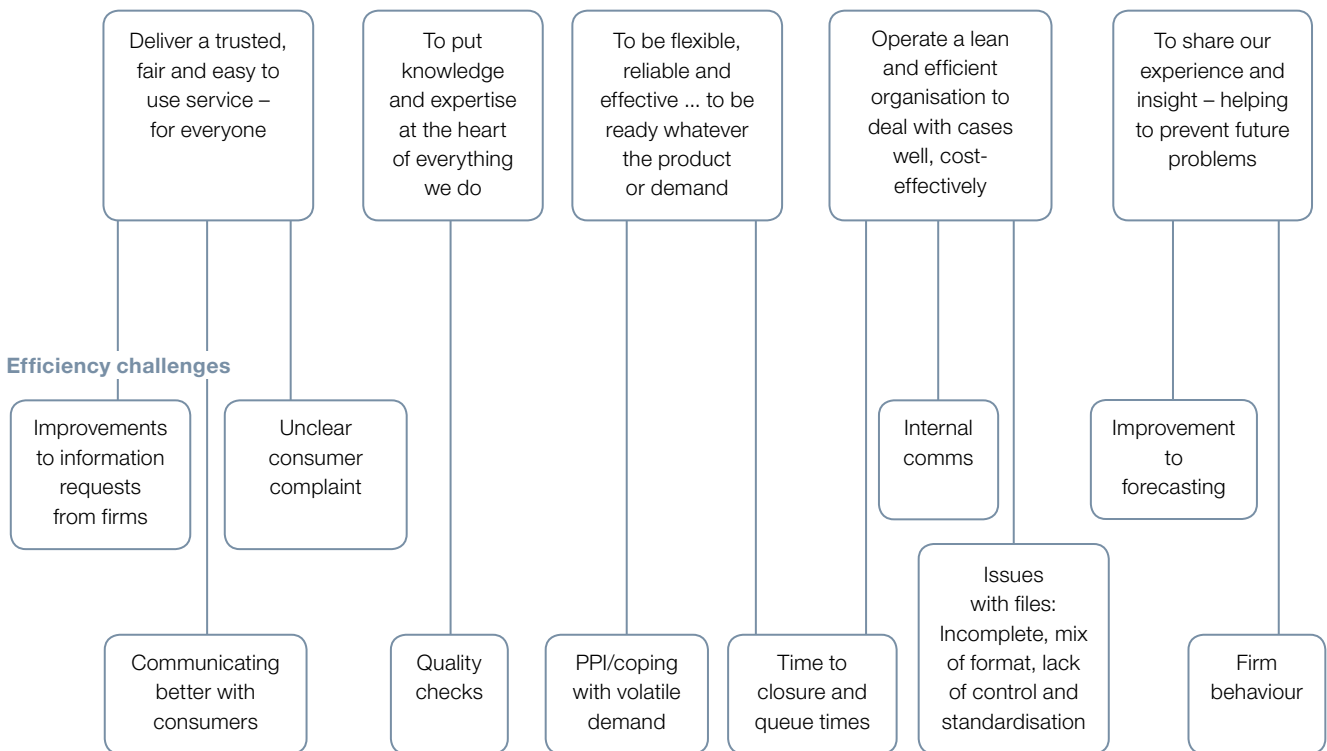 Deliver a trusted,
fair and easy to
use service –
for everyone
To put
knowledge
and expertise
at the heart
of everything
we do
To be flexible,
reliable and
effective ... to be
ready whatever
the product
or demand
Operate a lean
and efficient
organisation to
deal with cases
well, cost-
effectively
To share our
experience and
insight – helping
to prevent future
problems
Efficiency challenges
Improvements
to information
requests
from firms
Unclear
consumer
complaint
Internal
comms
Improvement
to
forecasting
Communicating
better with
consumers
Quality
checks
PPI/coping
with volatile
demand
Time to
closure and
queue times
Issues
with files:
Incomplete, mix
of format, lack
of control and
standardisation
Firm
behaviour